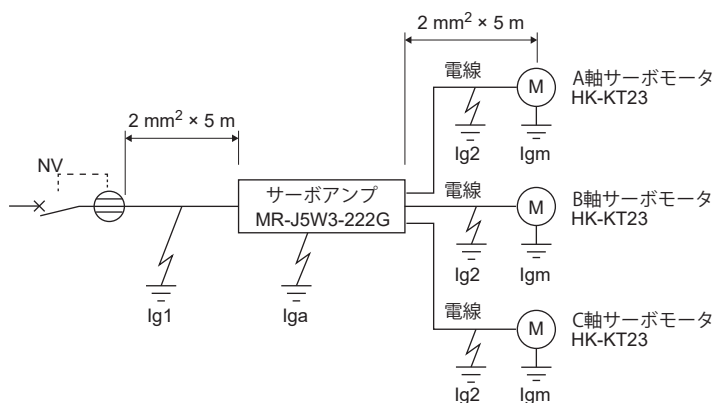 2 mm² × 5 m
電線
M
A軸サーボモータ
HK-KT23
Ig2
Igm
2 mm² × 5 m
NV
サーボアンプ
MR-J5W3-222G
Ig1
Iga
電線
M
B軸サーボモータ
HK-KT23
Ig2
Igm
電線
M
C軸サーボモータ
HK-KT23
Ig2
Igm